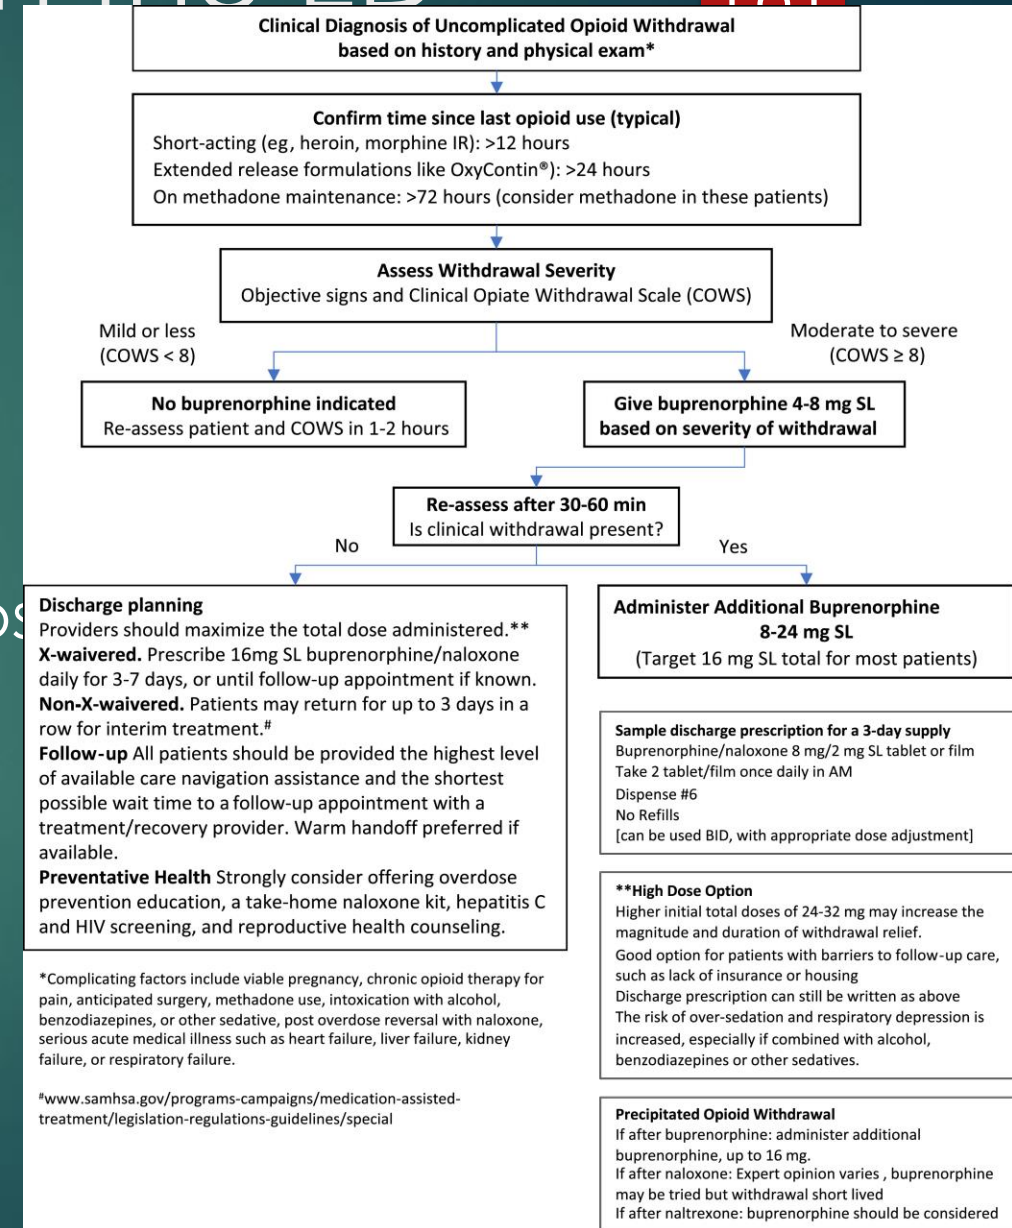 Clinical Diagnosis of Uncomplicated Opioid Withdrawal
based on history and physical exam*
Confirm time since last opioid use (typical)
Short-acting (eg, heroin, morphine IR): >12 hours
Extended release formulations like OxyContin®): >24 hours
On methadone maintenance: >72 hours (consider methadone in these patients)
Assess Withdrawal Severity
Objective signs and Clinical Opiate Withdrawal Scale (COWS)
Mild or less
(COWS < 8)
Moderate to severe
(COWS ≥ 8)
No buprenorphine indicated
Re-assess patient and COWS in 1-2 hours
Give buprenorphine 4-8 mg SL
based on severity of withdrawal
Re-assess after 30-60 min
Is clinical withdrawal present?
No
Yes
Discharge planning
Providers should maximize the total dose administered.**
X-waivered. Prescribe 16mg SL buprenorphine/naloxone
daily for 3-7 days, or until follow-up appointment if known.
Non-X-waivered. Patients may return for up to 3 days in a
row for interim treatment.#
Follow-up All patients should be provided the highest level
of available care navigation assistance and the shortest
possible wait time to a follow-up appointment with a
treatment/recovery provider. Warm handoff preferred if
available.
Preventative Health Strongly consider offering overdose
prevention education, a take-home naloxone kit, hepatitis C
and HIV screening, and reproductive health counseling.
*Complicating factors include viable pregnancy, chronic opioid therapy for
pain, anticipated surgery, methadone use, intoxication with alcohol,
benzodiazepines, or other sedative, post overdose reversal with naloxone,
serious acute medical illness such as heart failure, liver failure, kidney
failure, or respiratory failure.
#www.samhsa.gov/programs-campaigns/medication-assisted-
treatment/legislation-regulations-guidelines/special
Administer Additional Buprenorphine
8-24 mg SL
(Target 16 mg SL total for most patients)
Sample discharge prescription for a 3-day supply
Buprenorphine/naloxone 8 mg/2 mg SL tablet or film
Take 2 tablet/film once daily in AM
Dispense #6
No Refills
[can be used BID, with appropriate dose adjustment]
**High Dose Option
Higher initial total doses of 24-32 mg may increase the
magnitude and duration of withdrawal relief.
Good option for patients with barriers to follow-up care,
such as lack of insurance or housing
Discharge prescription can still be written as above
The risk of over-sedation and respiratory depression is
increased, especially if combined with alcohol,
benzodiazepines or other sedatives.
Precipitated Opioid Withdrawal
If after buprenorphine: administer additional
buprenorphine, up to 16 mg.
If after naloxone: Expert opinion varies , buprenorphine
may be tried but withdrawal short lived
If after naltrexone: buprenorphine should be considered